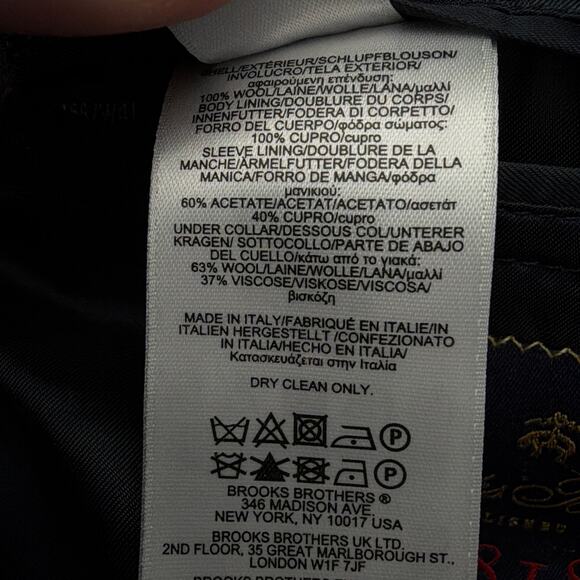 SHELL/EXTÉRIEUR/SCHLUPFBLOUSON/
INVOLUCRO/TELA EXTERIOR/
αφαιρούμενη επένδυση:
100% WOOL/LAINE/WOLLE/LANA/μαλλί
BODY LINING/DOUBLURE DU CORPS/
INNENFUTTER/FODERA DI CORPETTO/
FORRO DEL CUERPO/φόδρα σώματος:
100% CUPRO/cupro
SLEEVE LINING/DOUBLURE DE LA
MANCHE/ÄRMELFUTTER/FODERA DELLA
MANICA/FORRO DE MANGA/φόδρα
μανικιού:
60% ACETATE/ACETAT/ACETATO/ασετάτ
40% CUPRO/cupro
UNDER COLLAR/DESSOUS COL/UNTERER
KRAGEN/ SOTTOCOLLO/PARTE DE ABAJO
DEL CUELLO/κάτω από το γιακά:
63% WOOL/LAINE/WOLLE/LANA/μαλλί
37% VISCOSE/VISKOSE/VISCOSA/
βισκόζη
MADE IN ITALY/FABRIQUÉ EN ITALIE/IN
ITALIEN HERGESTELLT /CONFEZIONATO
IN ITALIA/HECHO EN ITALIA/
Κατασκευάζεται στην Ιταλία
DRY CLEAN ONLY.
P
P
BROOKS BROTHERS ®
346 MADISON AVE.
NEW YORK, NY 10017 USA
BROOKS BROTHERS UK LTD.
2ND FLOOR, 35 GREAT MARLBOROUGH ST.,
LONDON W1F 7JF
818